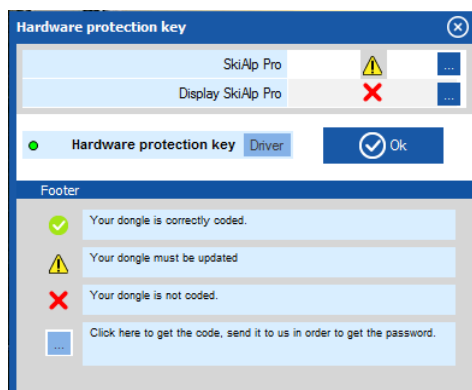 Hardware protection key
SkiAlp Pro
...
Display SkiAlp Pro
...
Hardware protection key Driver Ok
Footer
Your dongle is correctly coded.
Your dongle must be updated
Your dongle is not coded.
... Click here to get the code, send it to us in order to get the password.